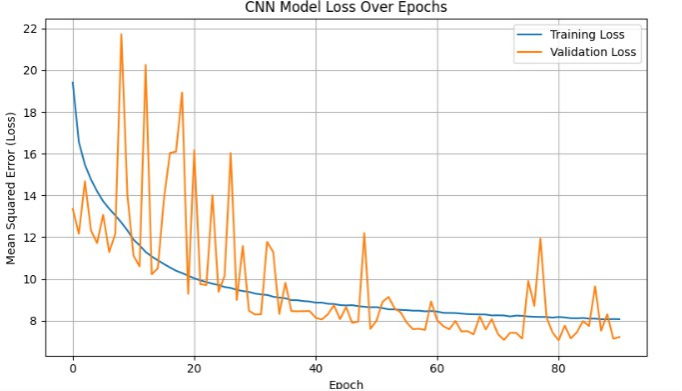 CNN Model Loss Over Epochs
Training Loss
Validation Loss
Mean Squared Error (Loss)
22
20
18
16
14
12
10
8
0
20
40
60
80
Epoch